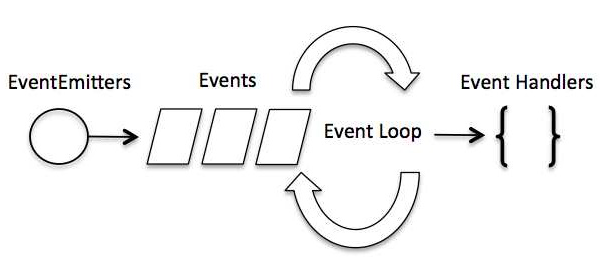 EventEmitters
Events
Event Loop
Event Handlers
{ }